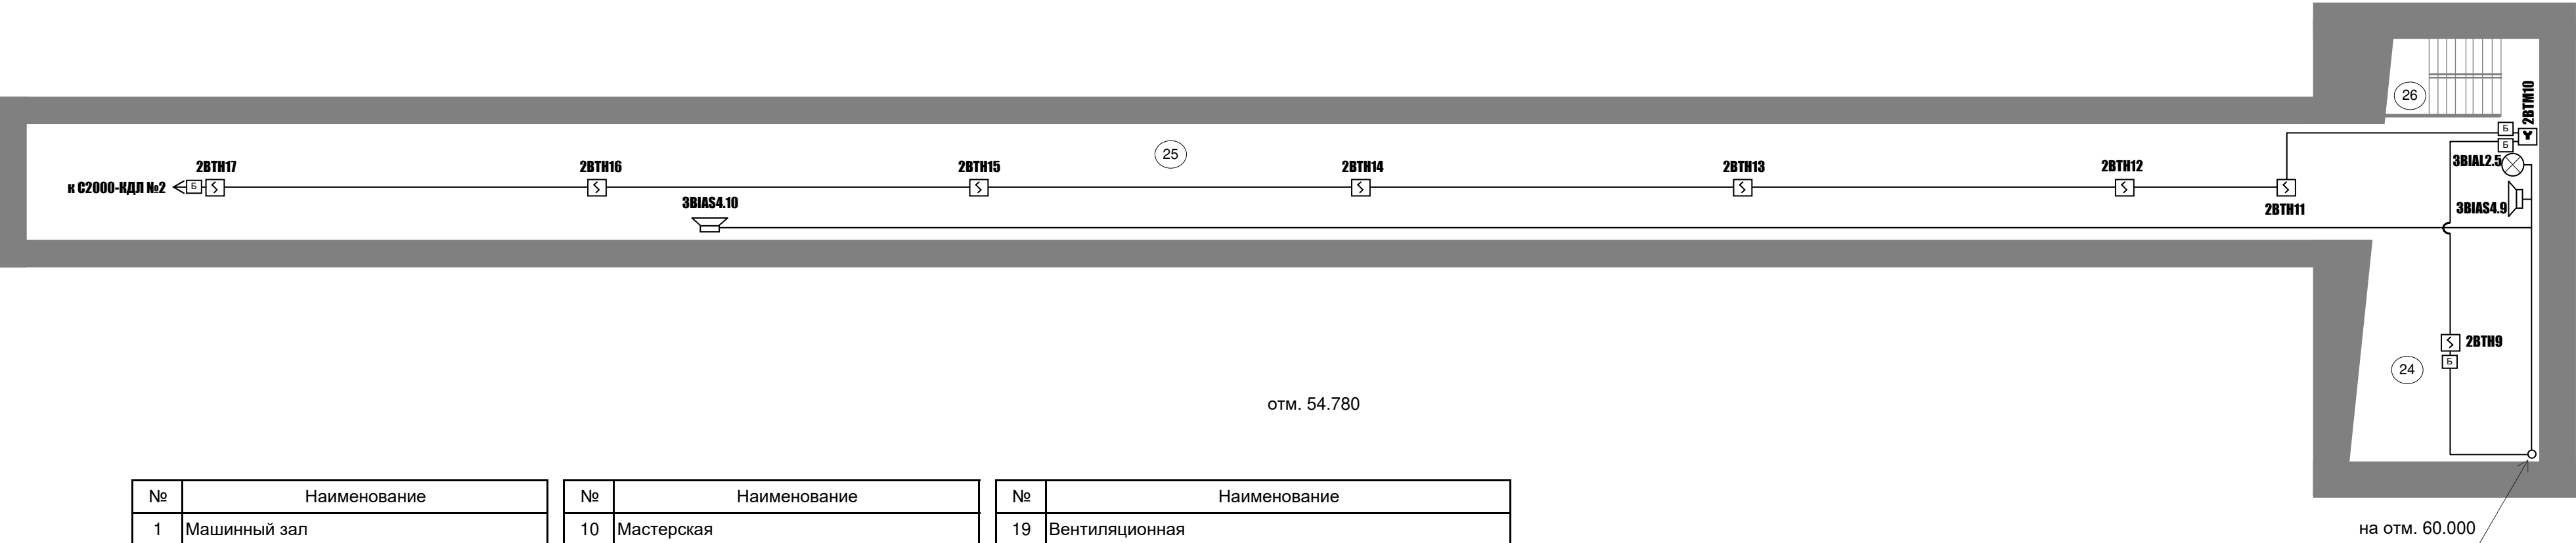 26
2BTM10
Б
Б
25
2BTH17
2BTH16
2BTH15
2BTH14
2BTH13
2BTH12
3BIAL2.5
к С2000-КДЛ №2
Б
3BIAS4.10
2BTH11
3BIAS4.9
2BTH9
Б
24
отм. 54.780
№ Наименование № Наименование № Наименование
1 Машинный зал 10 Мастерская 19 Вентиляционная
на отм. 60.000